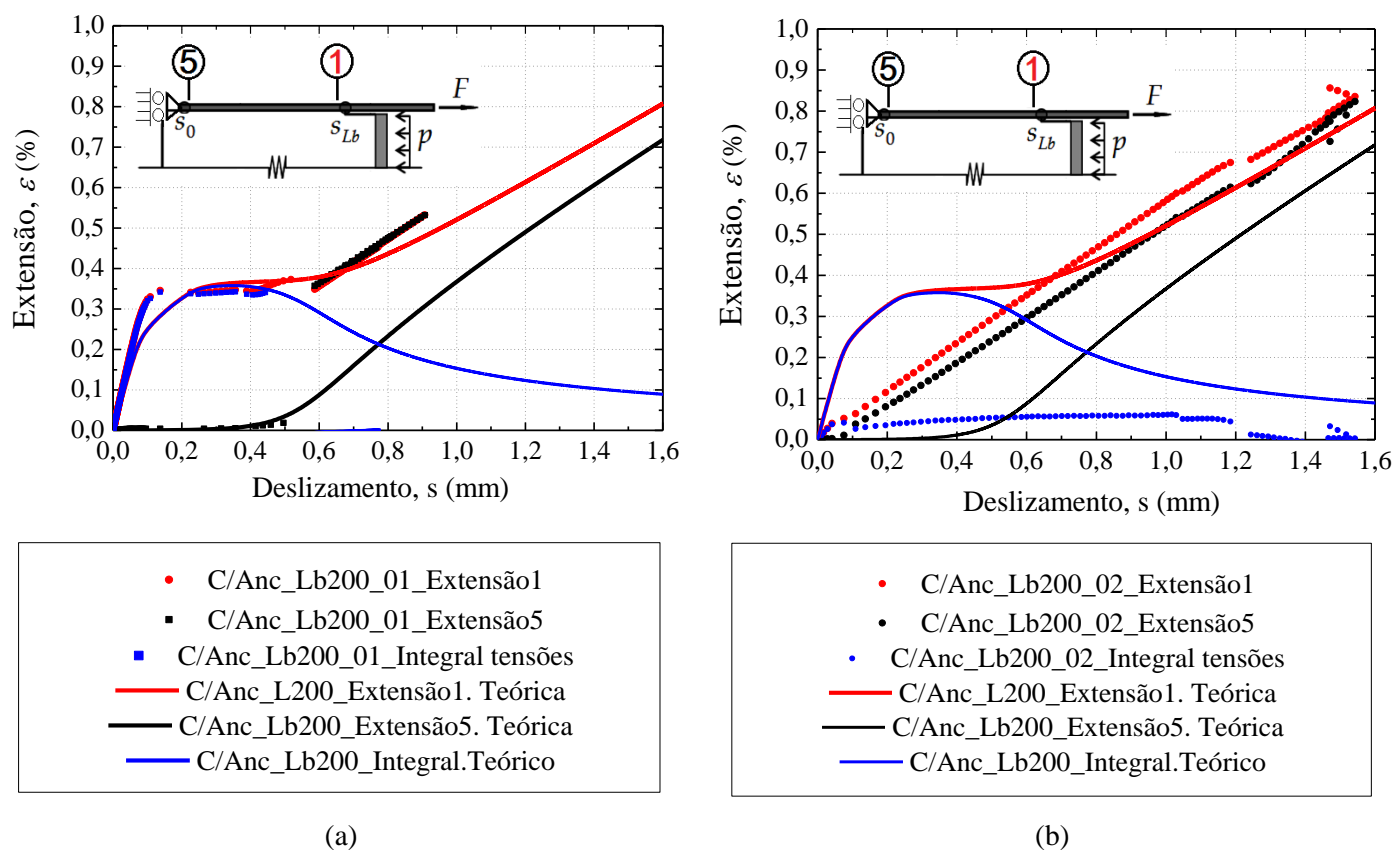 1,0
0,9
0,8
0,7
0,6
0,5
0,4
0,3
0,2
0,1
0,0
Extensão, ε (%)
5
1
F
s0
sLb
p
0,0 0,2 0,4 0,6 0,8 1,0 1,2 1,4 1,6
Deslizamento, s (mm)
C/Anc_Lb200_01_Extensão1
C/Anc_Lb200_01_Extensão5
C/Anc_Lb200_01_Integral tensões
C/Anc_L200_Extensão1. Teórica
C/Anc_Lb200_Extensão5. Teórica
C/Anc_Lb200_Integral.Teórico
(a)
1,0
0,9
0,8
0,7
0,6
0,5
0,4
0,3
0,2
0,1
0,0
Extensão, ε (%)
5
1
F
s0
sLb
p
0,0 0,2 0,4 0,6 0,8 1,0 1,2 1,4 1,6
Deslizamento, s (mm)
C/Anc_Lb200_02_Extensão1
C/Anc_Lb200_02_Extensão5
C/Anc_Lb200_02_Integral tensões
C/Anc_L200_Extensão1. Teórica
C/Anc_Lb200_Extensão5. Teórica
C/Anc_Lb200_Integral.Teórico
(b)